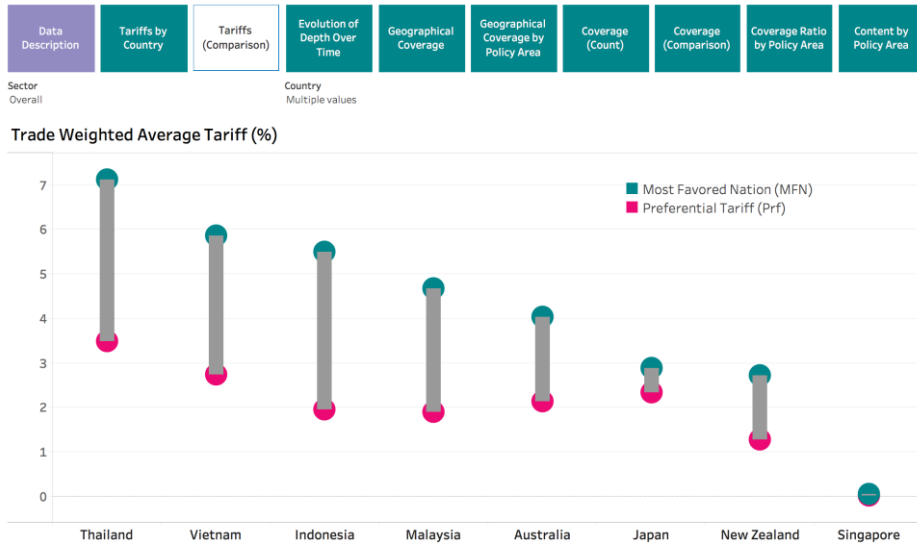 Data
Description
Tariffs by
Country
Tariffs
(Comparison)
Evolution of
Depth Over
Time
Geographical
Coverage
Geographical
Coverage by
Policy Area
Coverage
(Count)
Coverage
(Comparison)
Coverage Ratio
by Policy Area
Content by
Policy Area
Sector
Overall
Country
Multiple values
Trade Weighted Average Tariff (%)
Most Favored Nation (MFN)
Preferential Tariff (Prf)
7
6
5
4
3
2
1
0
Thailand
Vietnam
Indonesia
Malaysia
Australia
Japan
New Zealand
Singapore